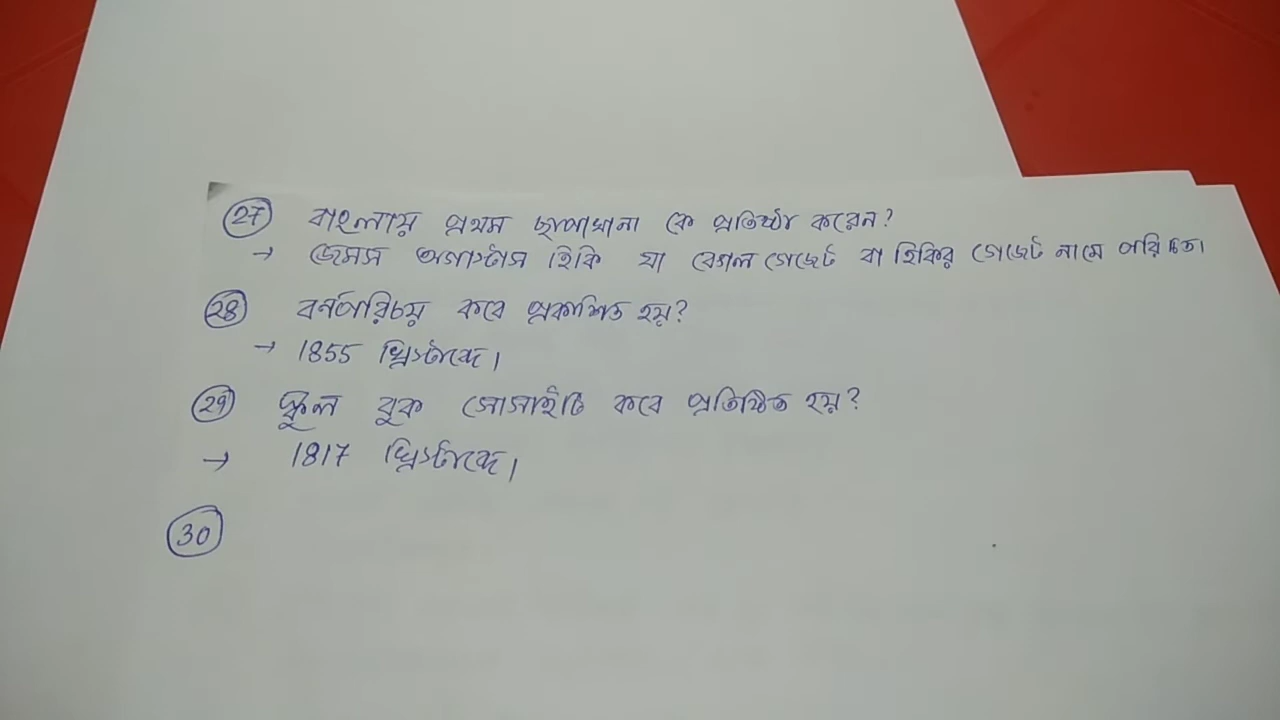 27 বাংলায় প্রথম ছাপাখানা কে প্রতিষ্ঠা করেন?
→ জেমস অগাস্টাস হিকি যা বেঙ্গল গেজেট বা হিকির গেজেট নামে পরিচিত।
28 বর্ণপরিচয় কবে প্রকাশিত হয়?
→ 1855 খ্রিস্টাব্দে।
29 স্কুল বুক সোসাইটি কবে প্রতিষ্ঠিত হয়?
→ 1817 খ্রিস্টাব্দে।
30